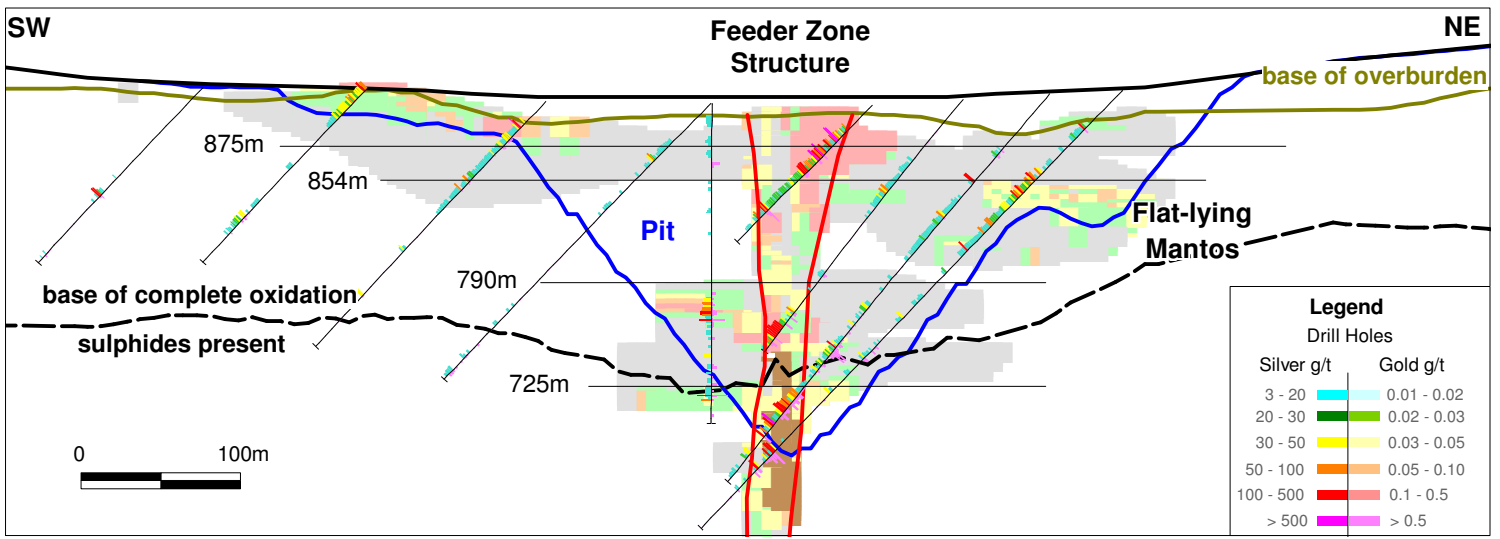 SW
Feeder Zone
Structure
NE
base of overburden
875m
854m
Pit
Flat-lying
Mantos
790m
base of complete oxidation
sulphides present
725m
0 100m
Legend
Drill Holes
Silver g/t Gold g/t
3 - 20 0.01 - 0.02
20 - 30 0.02 - 0.03
30 - 50 0.03 - 0.05
50 - 100 0.05 - 0.10
100 - 500 0.1 - 0.5
> 500 > 0.5